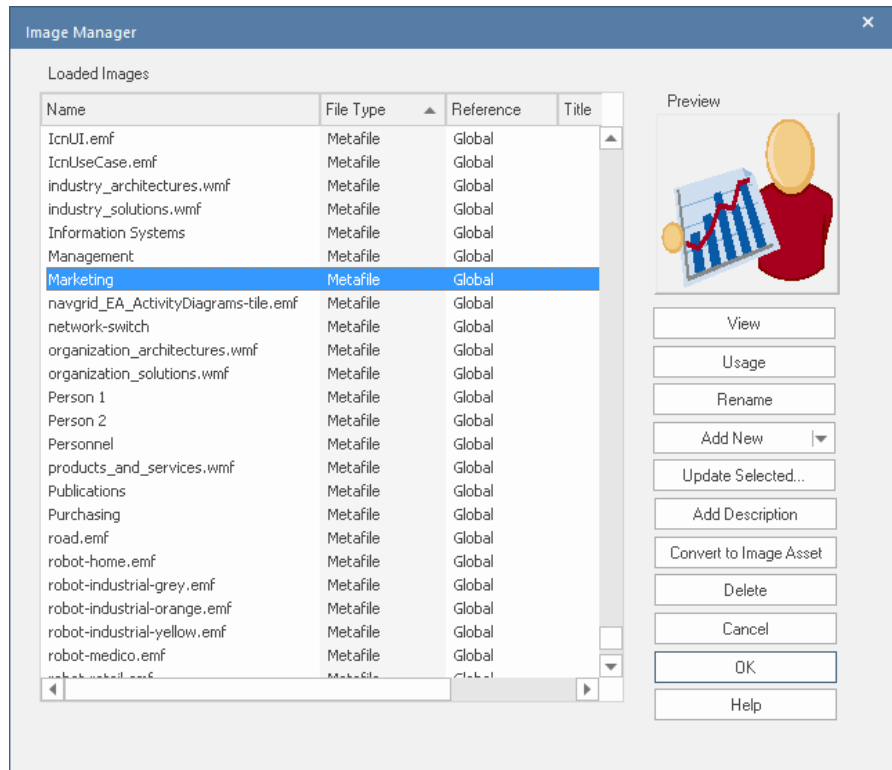 Image Manager
Loaded Images
Name File Type Reference Title
IcnUI.emf Metafile Global
IcnUseCase.emf Metafile Global
industry_architectures.wmf Metafile Global
industry_solutions.wmf Metafile Global
Information Systems Metafile Global
Management Metafile Global
Marketing Metafile Global
navgrid_EA_ActivityDiagrams-tile.emf Metafile Global
network-switch Metafile Global
organization_architectures.wmf Metafile Global
organization_solutions.wmf Metafile Global
Person 1 Metafile Global
Person 2 Metafile Global
Personnel Metafile Global
products_and_services.wmf Metafile Global
Publications Metafile Global
Purchasing Metafile Global
road.emf Metafile Global
robot-home.emf Metafile Global
robot-industrial-grey.emf Metafile Global
robot-industrial-orange.emf Metafile Global
robot-industrial-yellow.emf Metafile Global
robot-medico.emf Metafile Global
Preview
View
Usage
Rename
Add New
Update Selected...
Add Description
Convert to Image Asset
Delete
Cancel
OK
Help